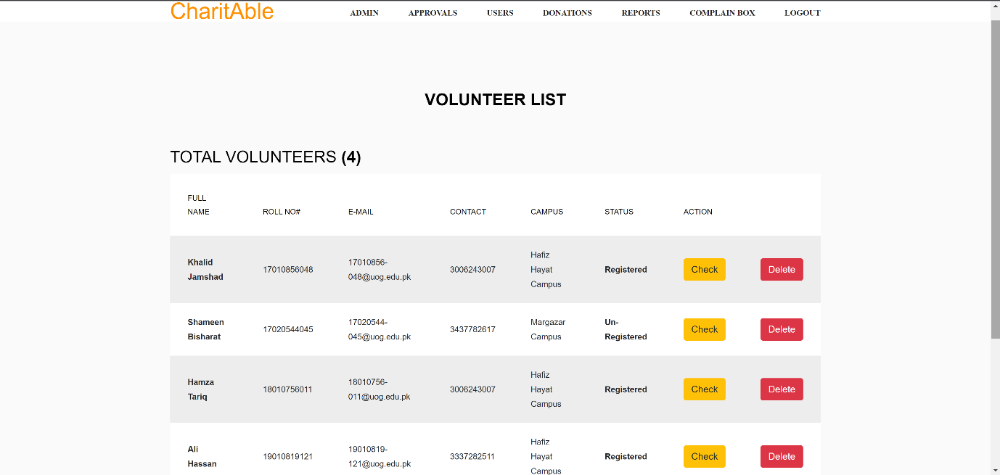 CharitAble
ADMIN APPROVALS USERS DONATIONS REPORTS COMPLAIN BOX LOGOUT
VOLUNTEER LIST
TOTAL VOLUNTEERS (4)
FULL
NAME ROLL NO# E-MAIL CONTACT CAMPUS STATUS ACTION
Khalid
Jamshad
17010856048
17010856-
048@uog.edu.pk
3006243007
Hafiz
Hayat
Campus
Registered
Check
Delete
Shameen
Bisharat
17020544045
17020544-
045@uog.edu.pk
3437782617
Margazar
Campus
Un-
Registered
Check
Delete
Hamza
Tariq
18010756011
18010756-
011@uog.edu.pk
3006243007
Hafiz
Hayat
Campus
Registered
Check
Delete
Ali
Hassan
19010819121
19010819-
121@uog.edu.pk
3337282511
Hafiz
Hayat
Campus
Registered
Check
Delete